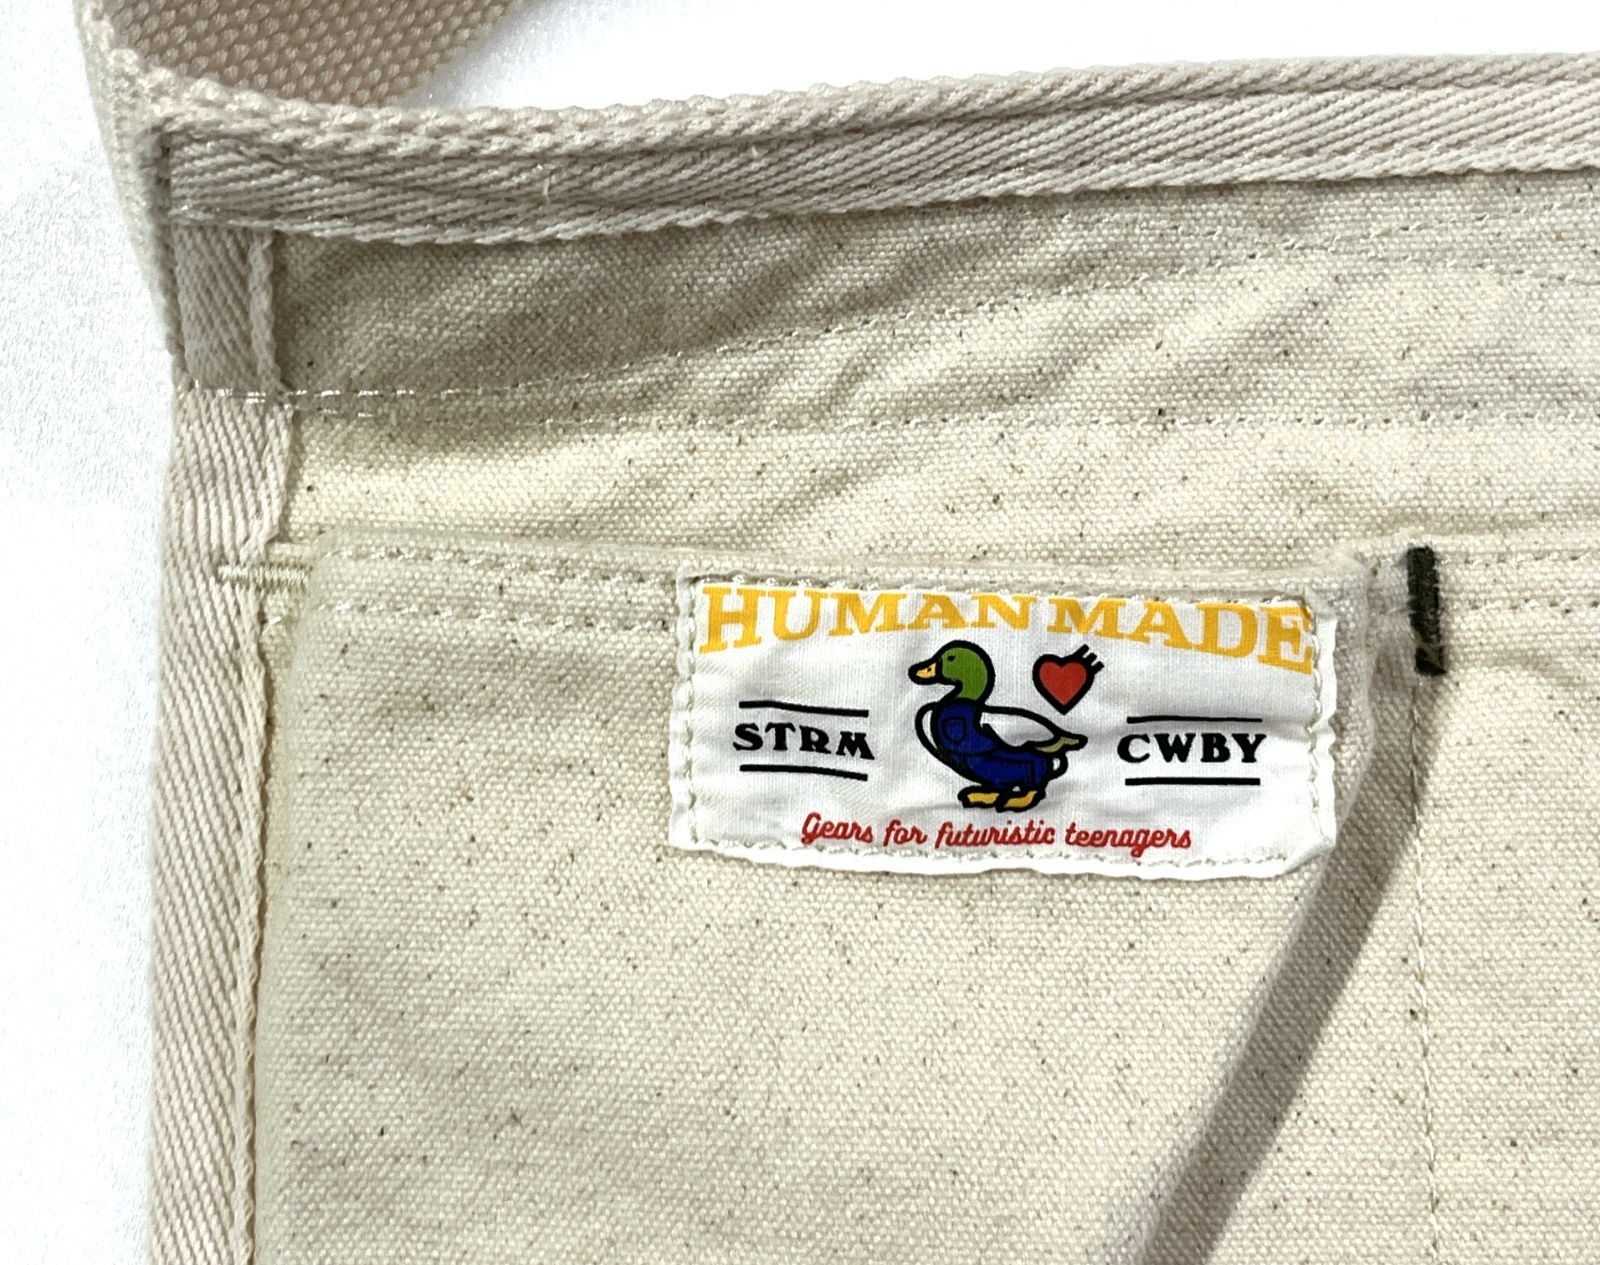 HUMAN MADE
STRM CWBY
Gears for futuristic teenagers